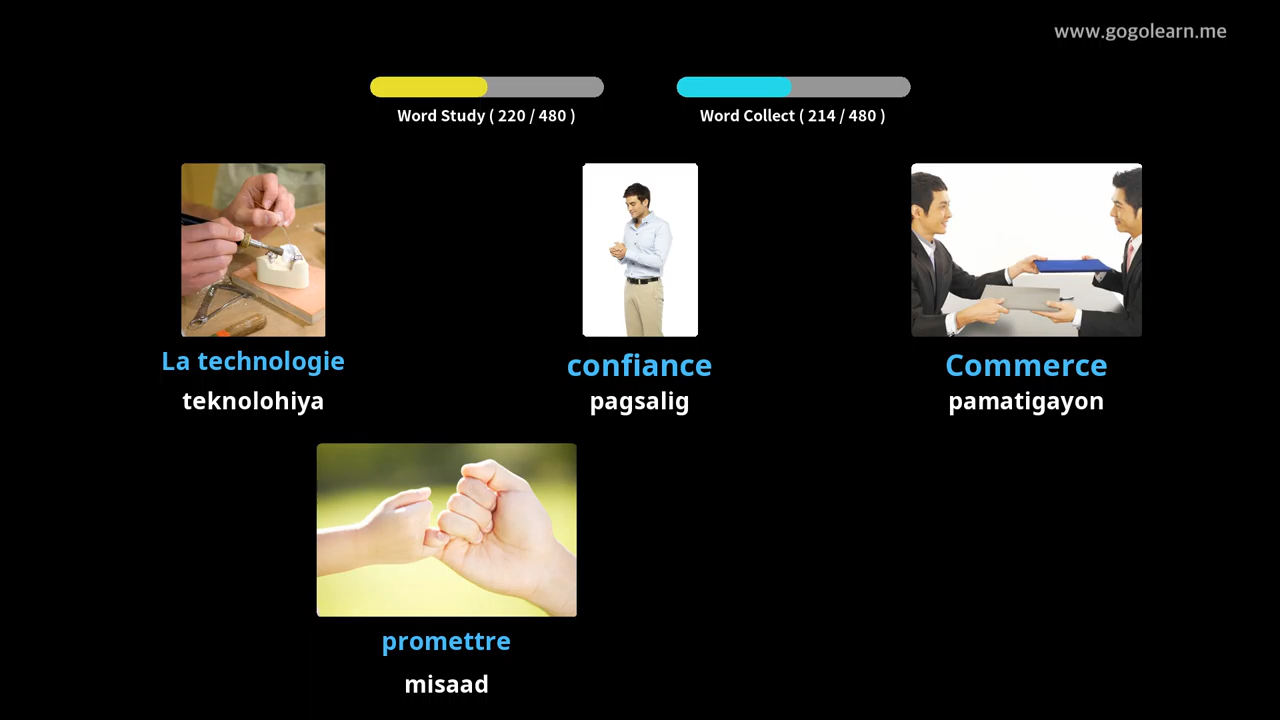 www.gogolearn.me
Word Study ( 220 / 480 )
Word Collect ( 214 / 480 )
La technologie
teknolohiya
confiance
pagsalig
Commerce
pamatigayon
promettre
misaad